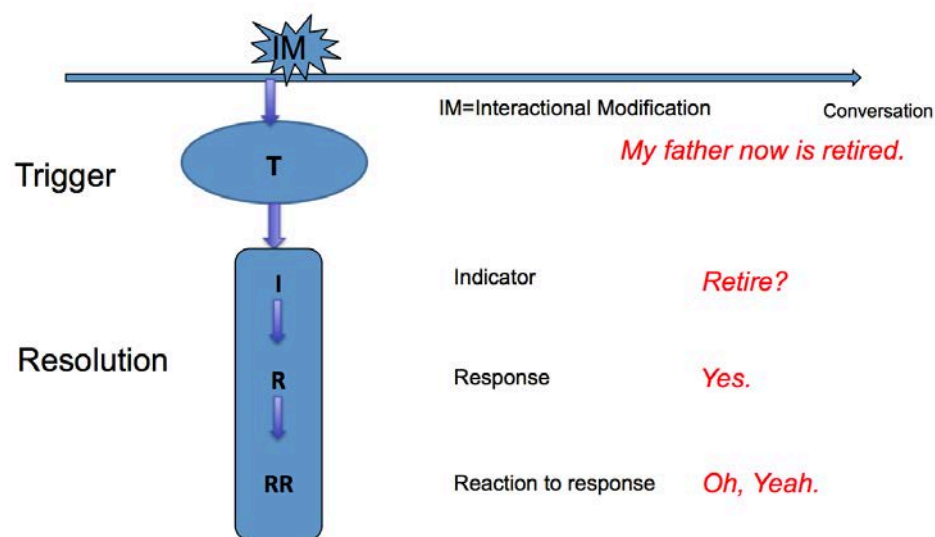 IM
IM=Interactional Modification
Conversation
My father now is retired.
Trigger
T
I
Indicator
Retire?
Resolution
R
Response
Yes.
RR
Reaction to response
Oh, Yeah.